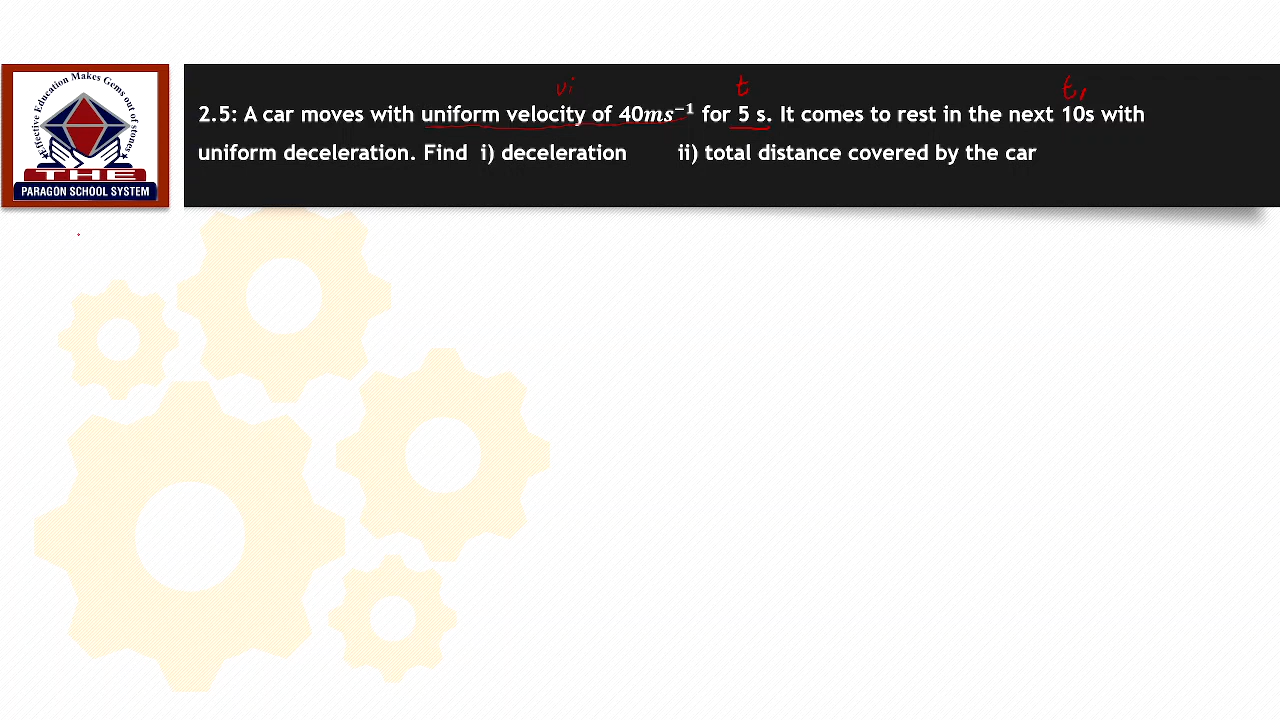 Effective Education Makes Gems out of stones
THE
PARAGON SCHOOL SYSTEM
vi t t,
2.5: A car moves with uniform velocity of 40ms⁻¹ for 5 s. It comes to rest in the next 10s with
uniform deceleration. Find i) deceleration ii) total distance covered by the car